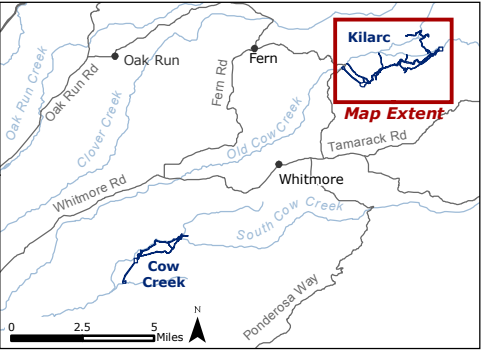 Kilarc
Oak Run
Fern
Oak Run Creek
Oak Run Rd
Fern Rd
Clover Creek
Map Extent
Old Cow Creek
Tamarack Rd
Whitmore
Whitmore Rd
South Cow Creek
Cow
Creek
Ponderosa Way
N
0 2.5 5
Miles